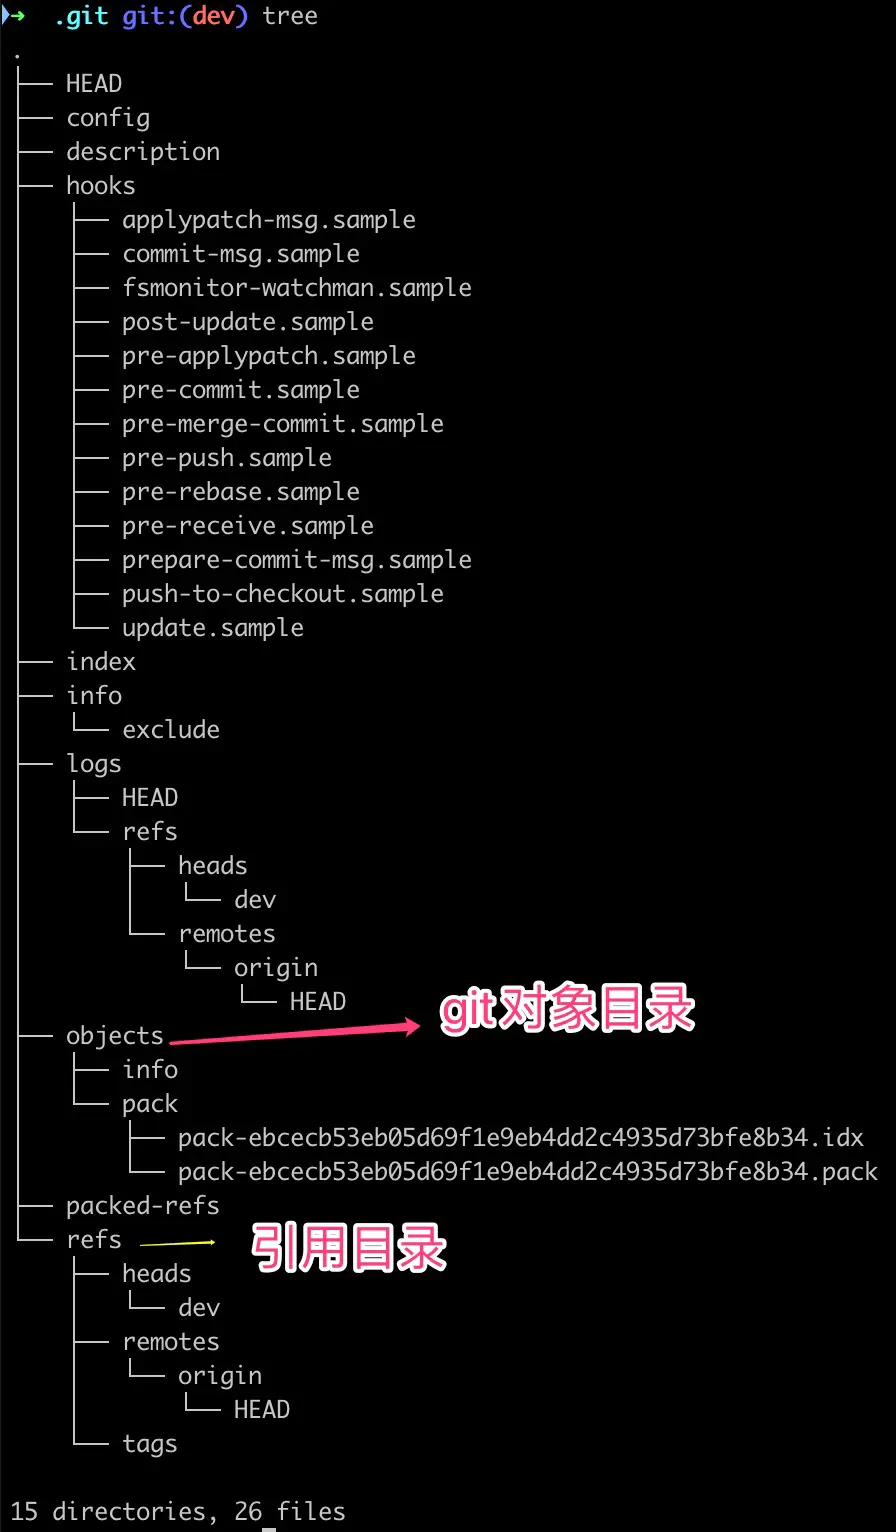 ➜ .git git:(dev) tree
.
├── HEAD
├── config
├── description
├── hooks
│   ├── applypatch-msg.sample
│   ├── commit-msg.sample
│   ├── fsmonitor-watchman.sample
│   ├── post-update.sample
│   ├── pre-applypatch.sample
│   ├── pre-commit.sample
│   ├── pre-merge-commit.sample
│   ├── pre-push.sample
│   ├── pre-rebase.sample
│   ├── pre-receive.sample
│   ├── prepare-commit-msg.sample
│   ├── push-to-checkout.sample
│   └── update.sample
├── index
├── info
│   └── exclude
├── logs
│   ├── HEAD
│   └── refs
│       ├── heads
│       │   └── dev
│       └── remotes
│           └── origin
│               └── HEAD
git对象目录
├── objects
│   ├── info
│   └── pack
│       ├── pack-ebcecb53eb05d69f1e9eb4dd2c4935d73bfe8b34.idx
│       └── pack-ebcecb53eb05d69f1e9eb4dd2c4935d73bfe8b34.pack
├── packed-refs
└── refs 引用目录
    ├── heads
    │   └── dev
    ├── remotes
    │   └── origin
    │       └── HEAD
    └── tags
15 directories, 26 files